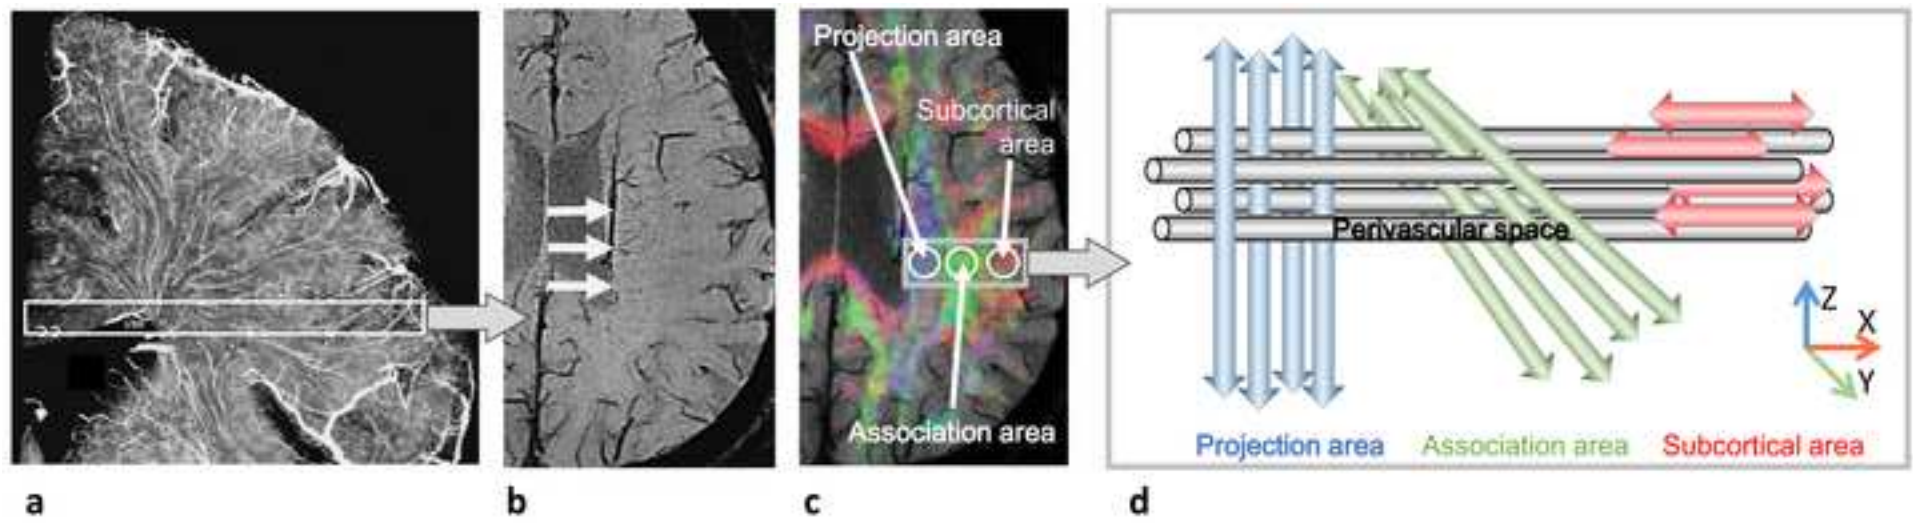 Projection area
Subcortical
area
Association area
Perivascular space
Z
X
Y
Projection area
Association area
Subcortical area
a
b
c
d